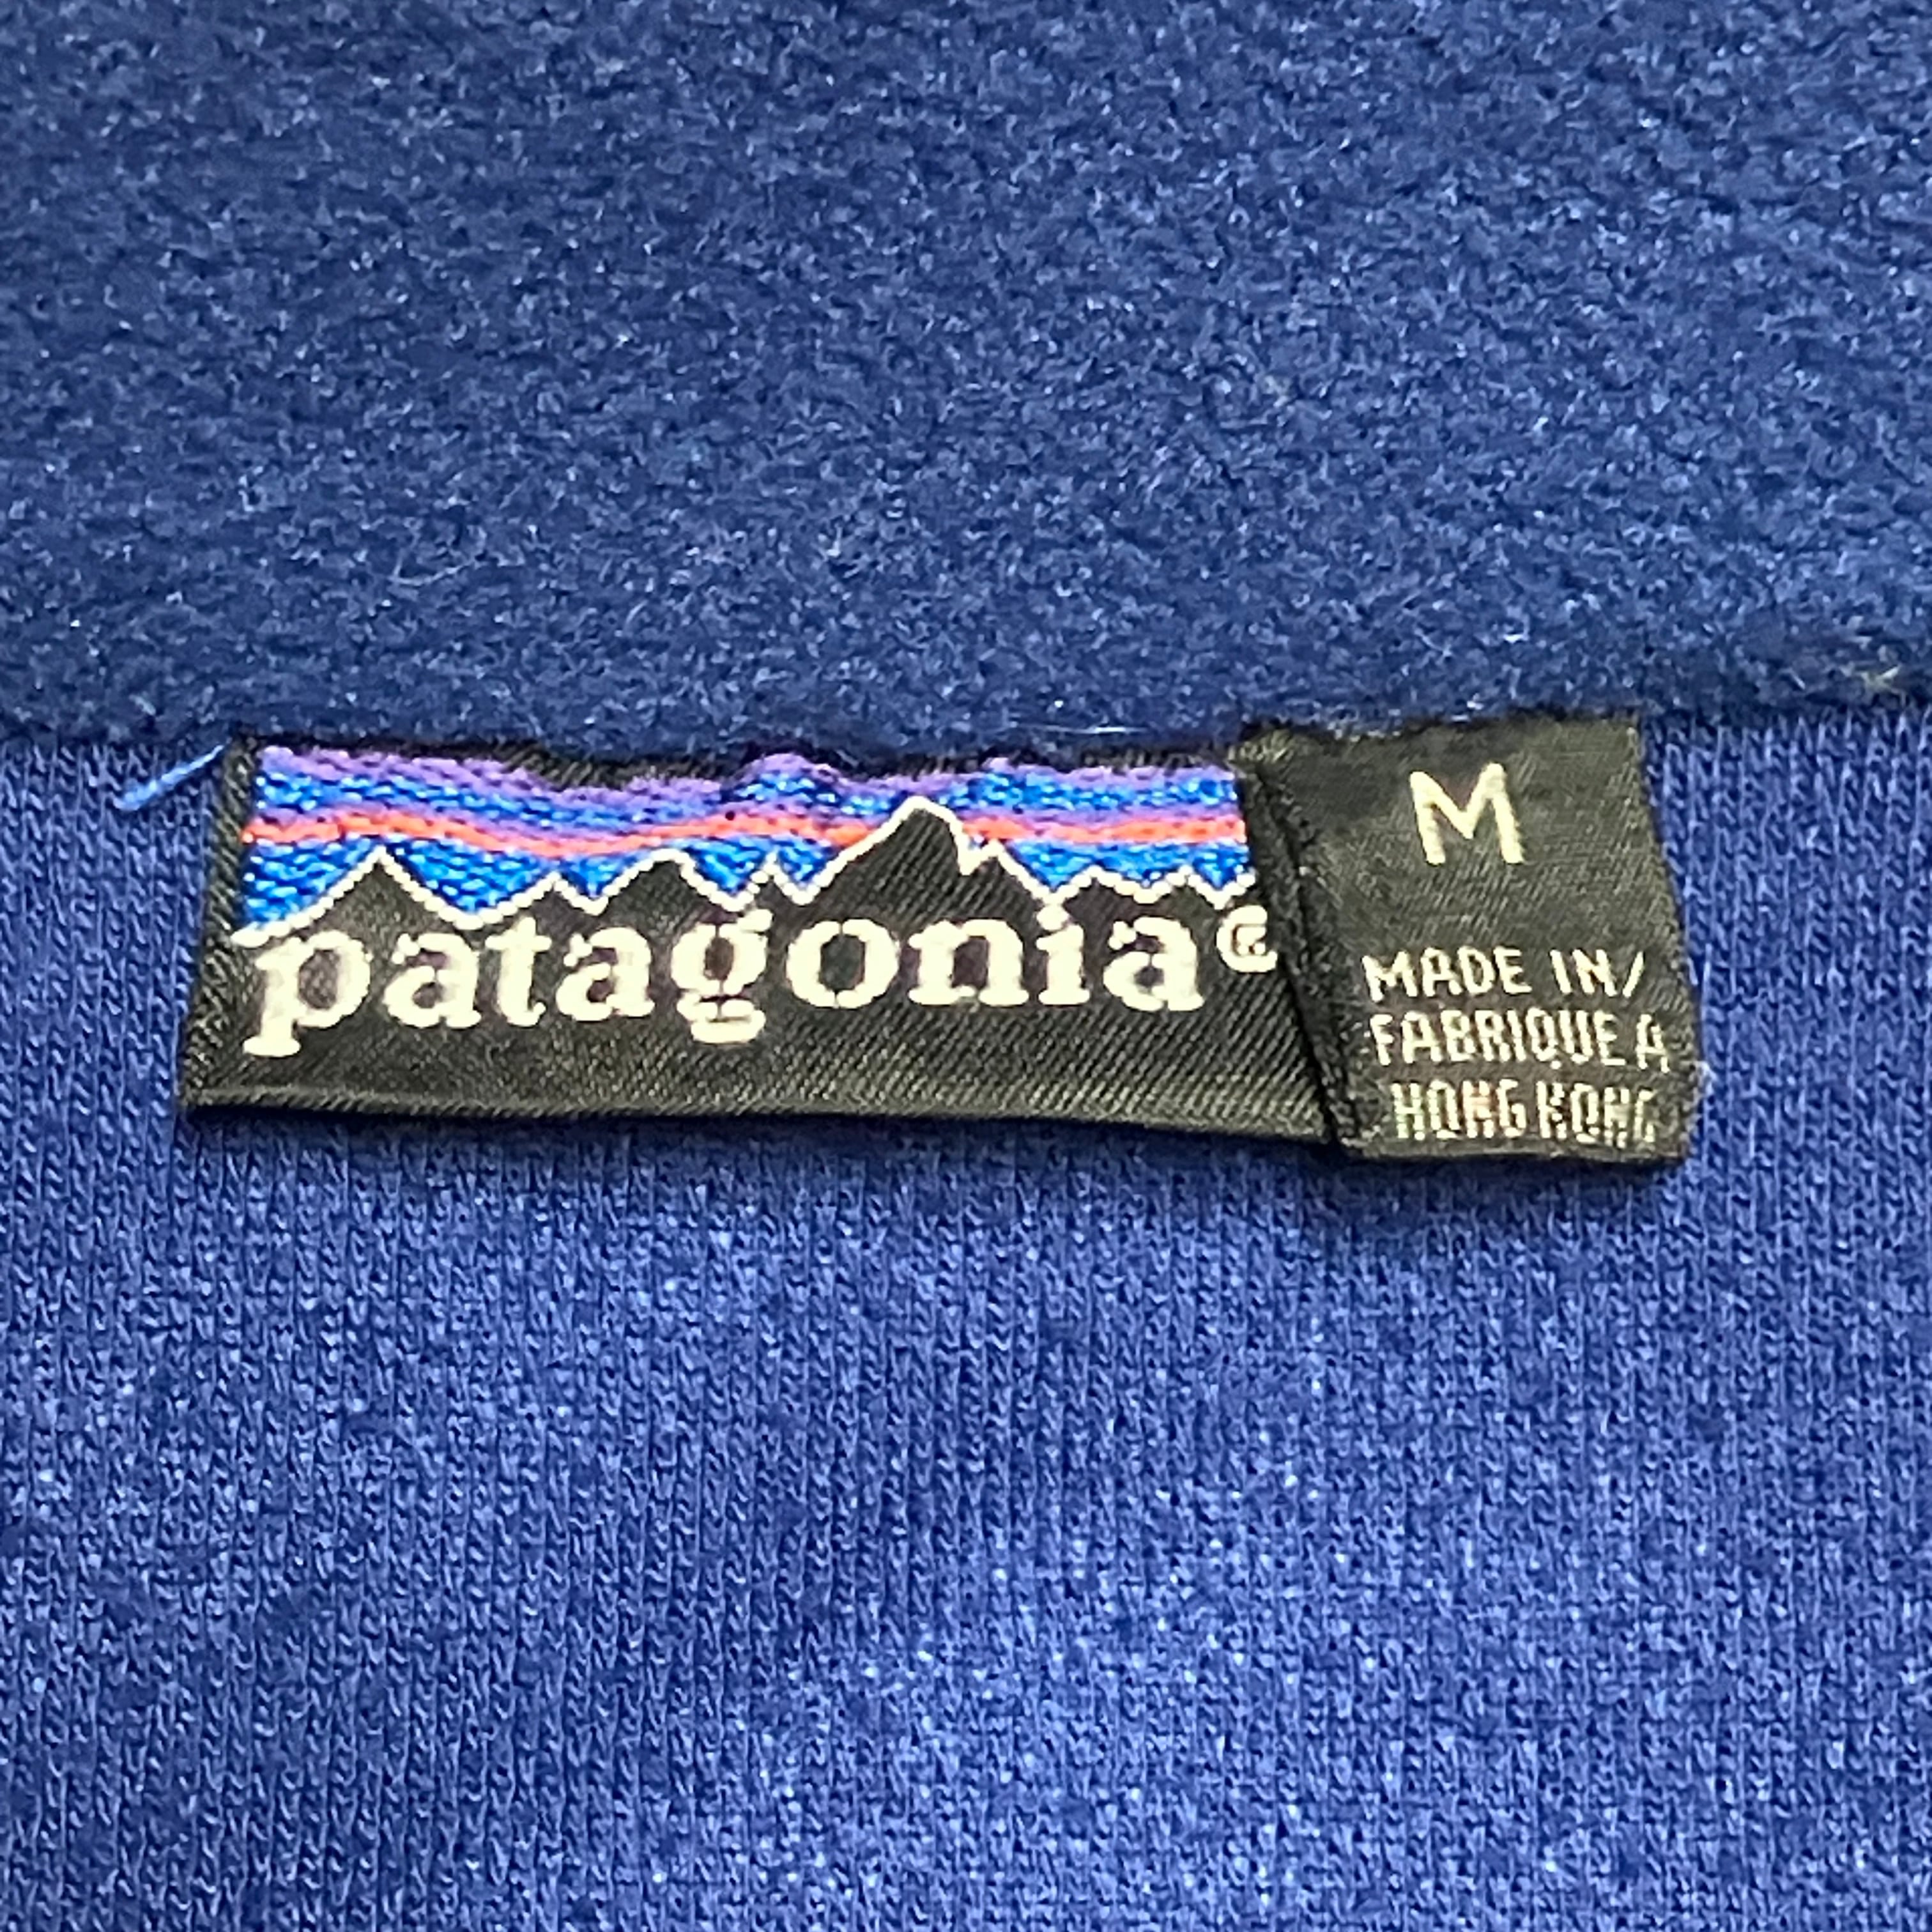 patagonia®
M
MADE IN/
FABRIQUE A
HONG KONG